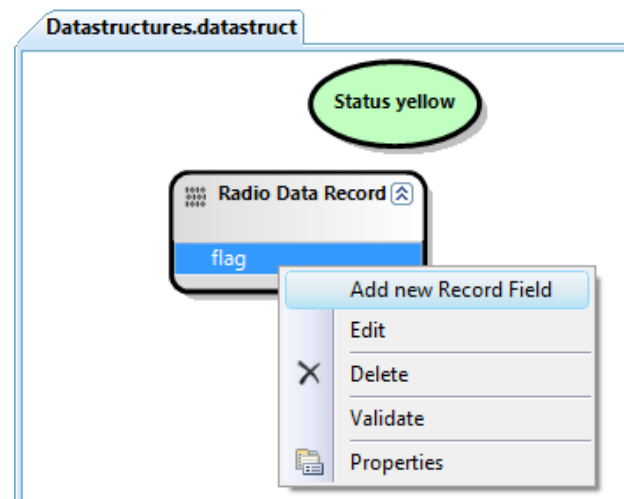 Datastructures.datastruct
Status yellow
Radio Data Record
flag
Add new Record Field
Edit
Delete
Validate
Properties